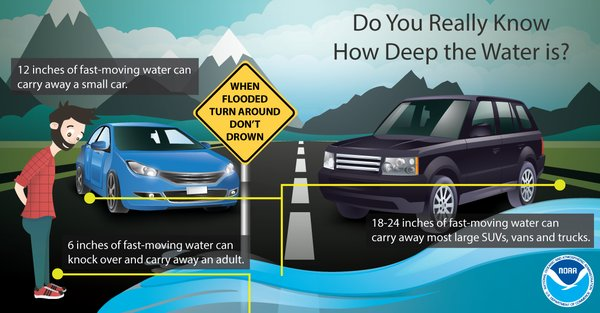 Do You Really Know
How Deep the Water is?
12 inches of fast-moving water can
carry away a small car.
WHEN
FLOODED
TURN AROUND
DON'T
DROWN
18-24 inches of fast-moving water can
carry away most large SUVs, vans and trucks.
6 inches of fast-moving water can
knock over and carry away an adult.
NOAA